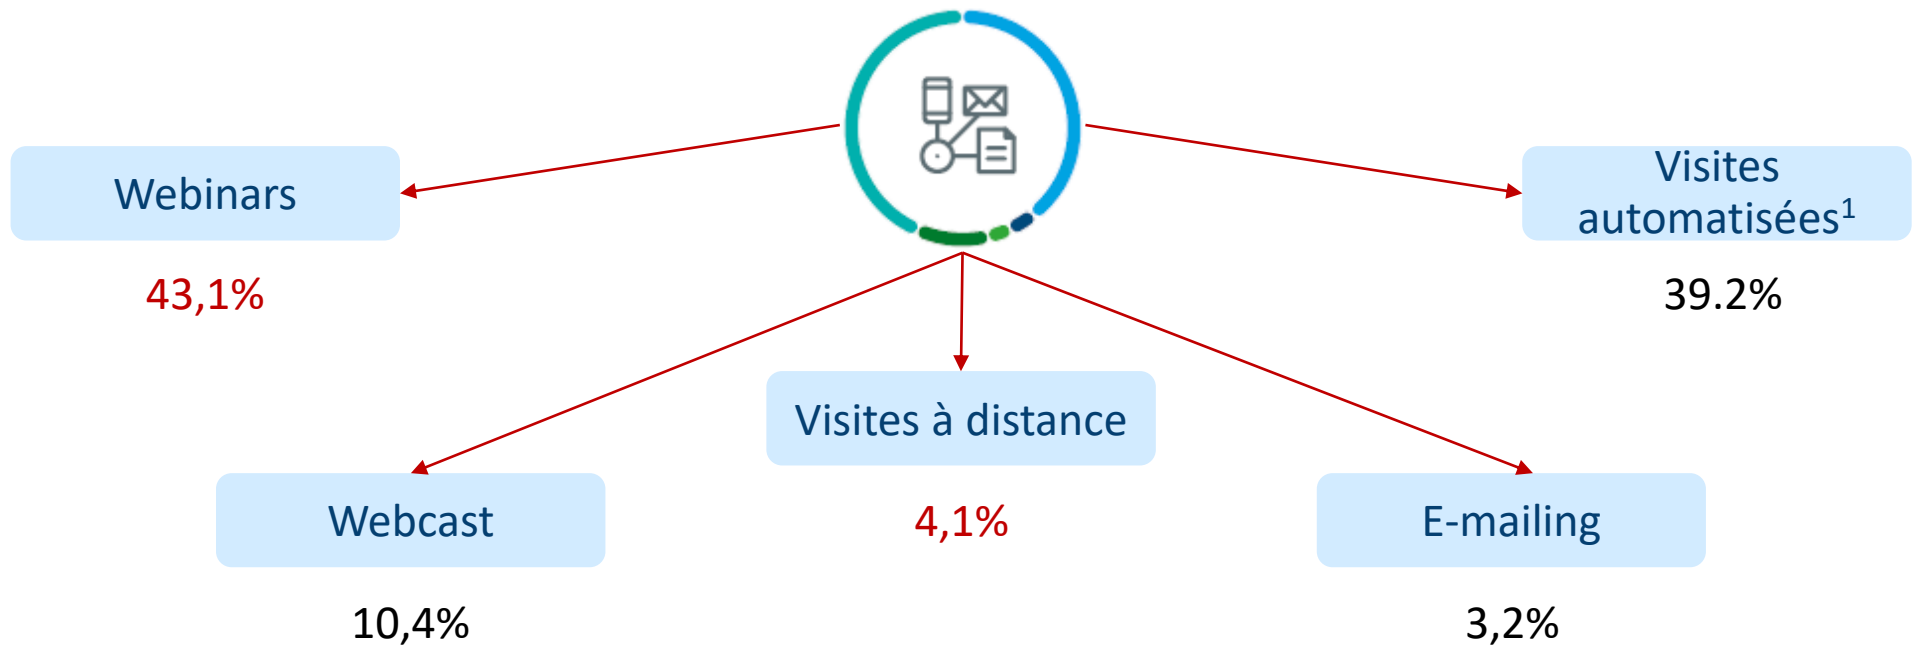 Webinars
43,1%
Visites
automatisées¹
39.2%
Visites à distance
4,1%
Webcast
10,4%
E-mailing
3,2%